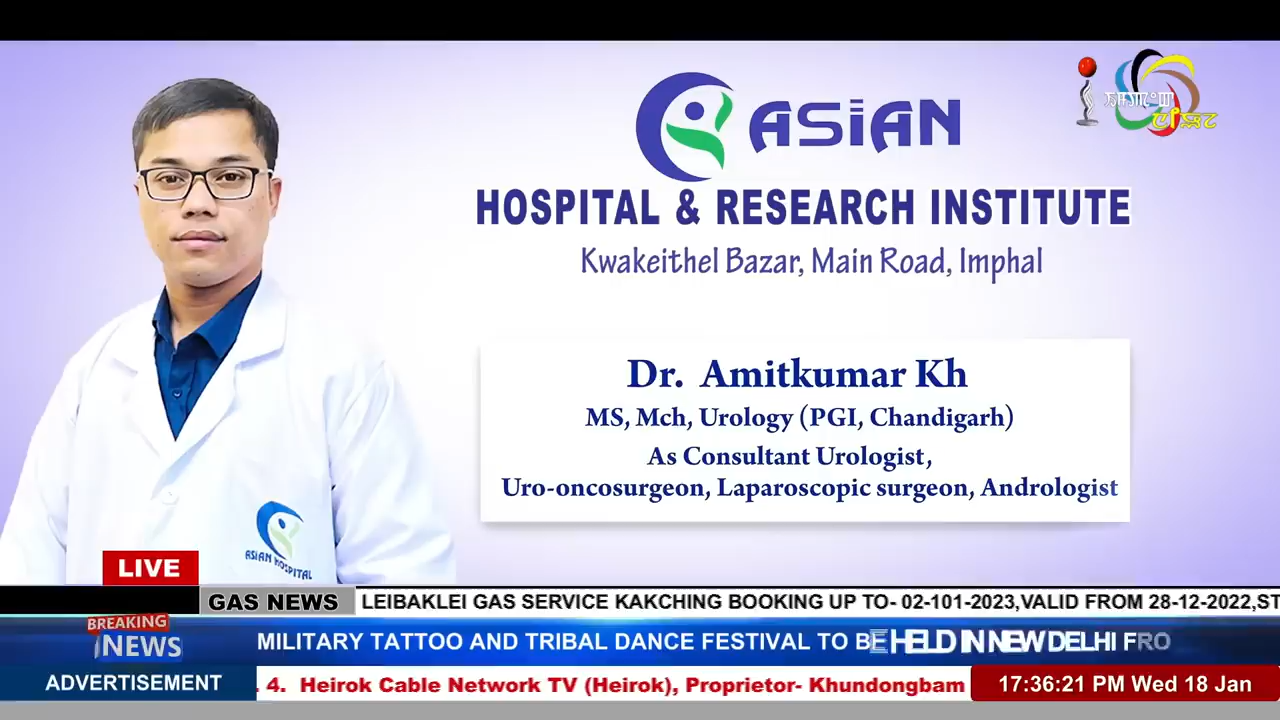 ASiAN
HOSPITAL & RESEARCH INSTITUTE
Kwakeithel Bazar, Main Road, Imphal
Dr. Amitkumar Kh
MS, Mch, Urology (PGI, Chandigarh)
As Consultant Urologist,
Uro-oncosurgeon, Laparoscopic surgeon, Andrologist
ASiAN HOSPITAL
LIVE
GAS NEWS LEIBAKLEI GAS SERVICE KAKCHING BOOKING UP TO- 02-101-2023,VALID FROM 28-12-2022,ST
BREAKING
NEWS
MILITARY TATTOO AND TRIBAL DANCE FESTIVAL TO BE HELD IN NEW DELHI FRO
ADVERTISEMENT . 4. Heirok Cable Network TV (Heirok), Proprietor- Khundongbam 17:36:21 PM Wed 18 Jan